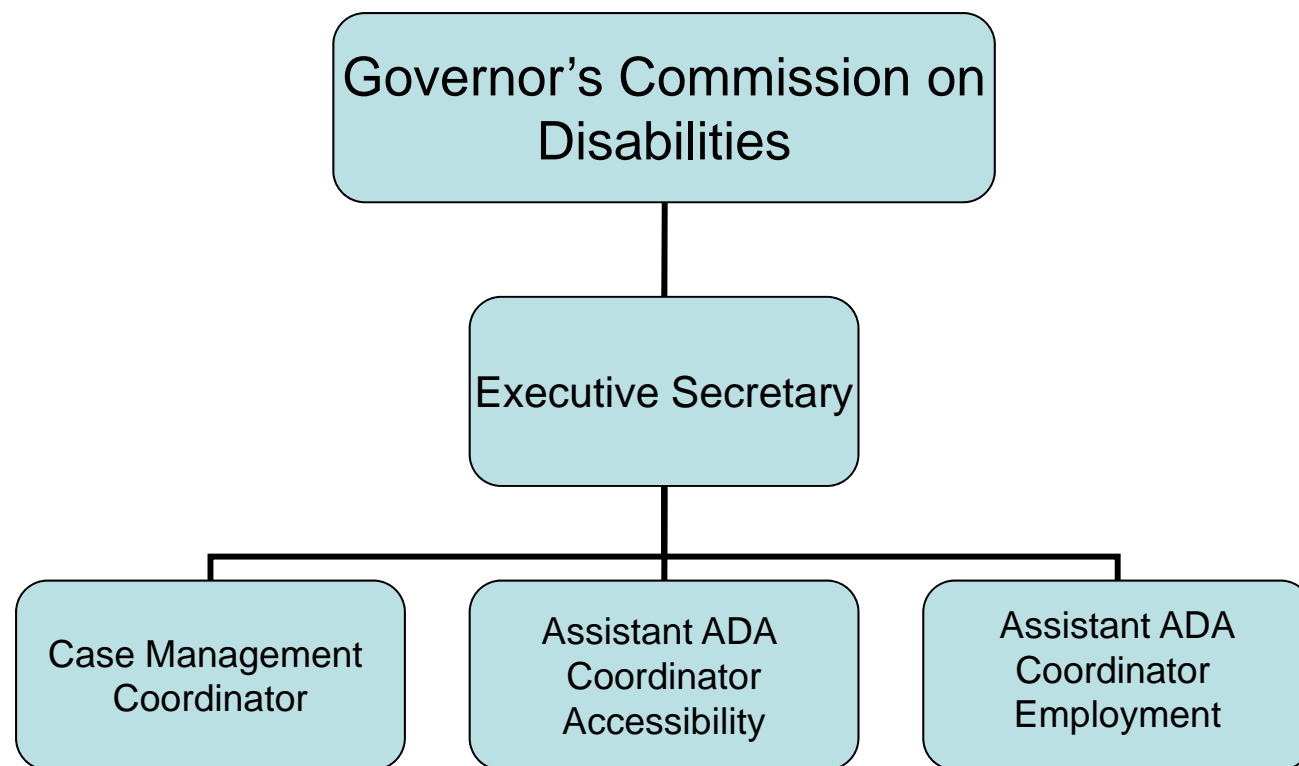 Governor’s Commission on
Disabilities
Executive Secretary
Case Management
Coordinator
Assistant ADA
Coordinator
Accessibility
Assistant ADA
Coordinator
Employment